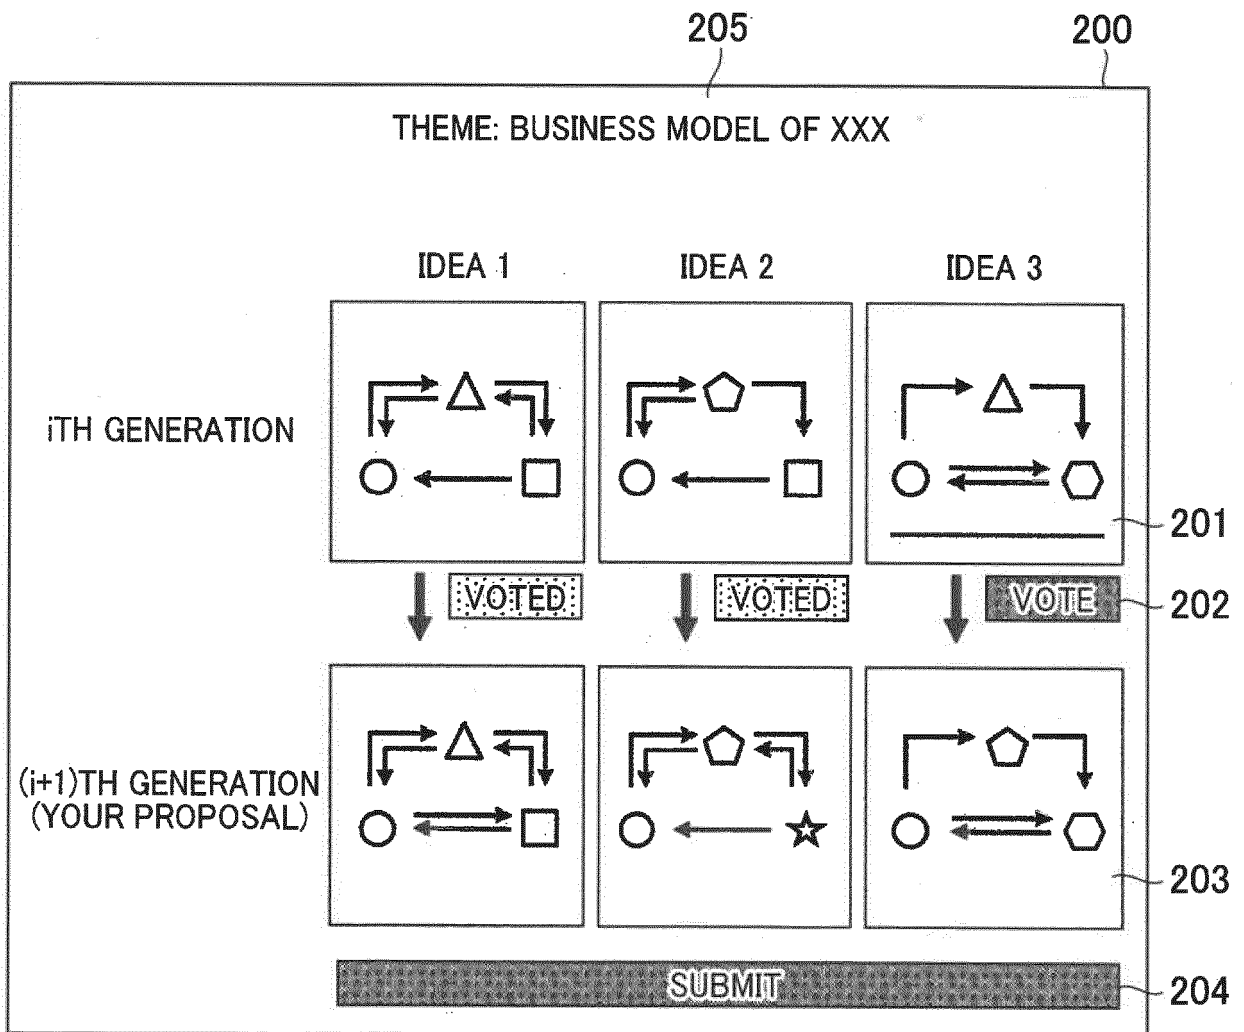 205
200
THEME: BUSINESS MODEL OF XXX
IDEA 1
IDEA 2
IDEA 3
iTH GENERATION
201
VOTED
VOTED
VOTE
202
(i+1)TH GENERATION
(YOUR PROPOSAL)
203
SUBMIT
204